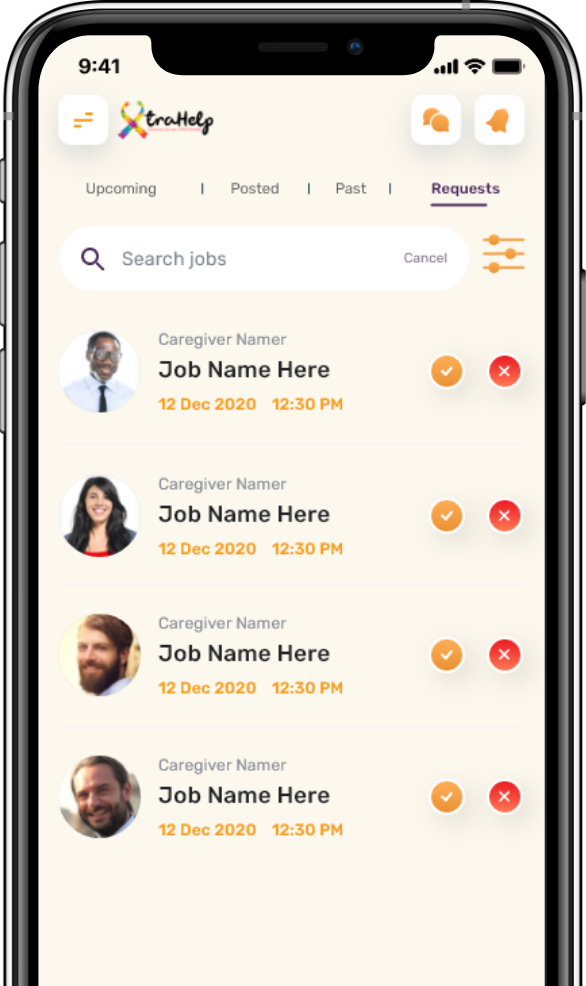 9:41
XtraHelp
Upcoming | Posted | Past | Requests
Search jobs Cancel
Caregiver Namer
Job Name Here
12 Dec 2020 12:30 PM
Caregiver Namer
Job Name Here
12 Dec 2020 12:30 PM
Caregiver Namer
Job Name Here
12 Dec 2020 12:30 PM
Caregiver Namer
Job Name Here
12 Dec 2020 12:30 PM